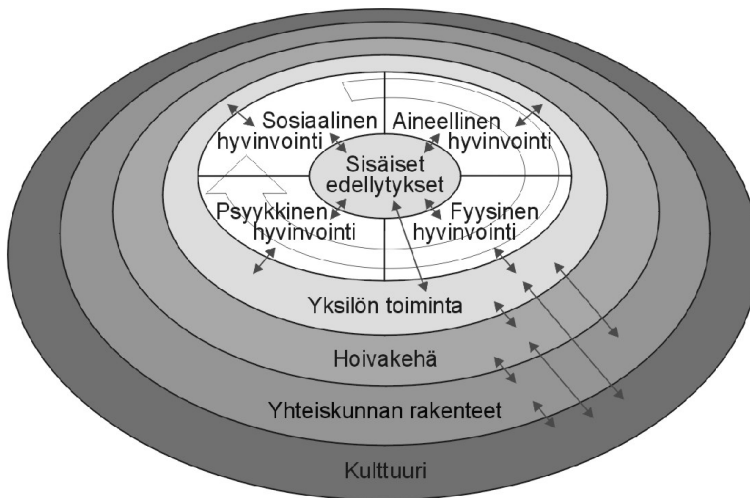 Sosiaalinen
hyvinvointi
Aineellinen
hyvinvointi
Sisäiset
edellytykset
Psyykkinen
hyvinvointi
Fyysinen
hyvinvointi
Yksilön toiminta
Hoivakehä
Yhteiskunnan rakenteet
Kulttuuri